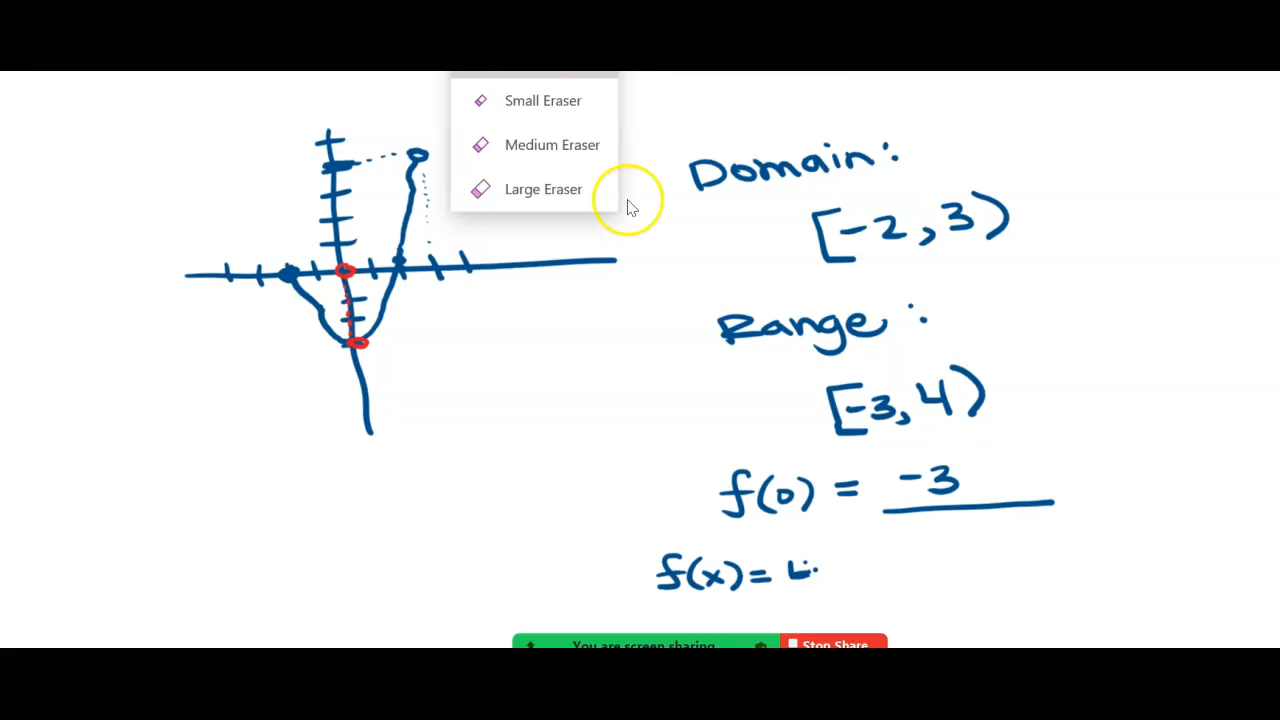 Small Eraser
Medium Eraser
Large Eraser
Domain:
[-2,3)
Range:
[-3,4)
f(0) = -3
f(x)=
You are screen sharing
Stop Share